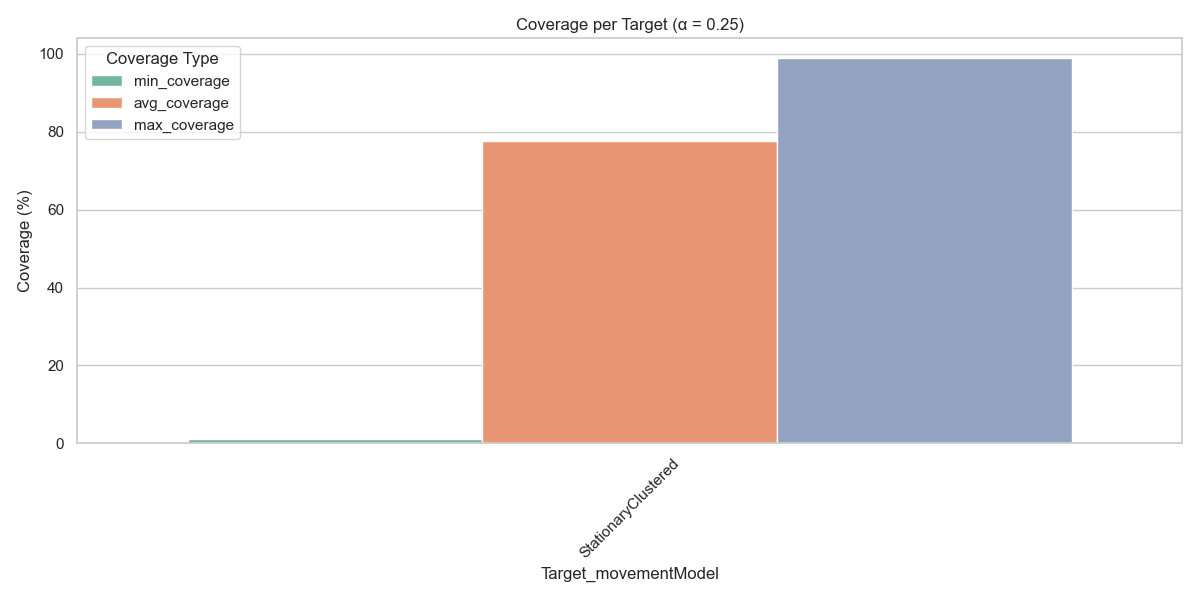 Coverage per Target (α = 0.25)
Coverage Type
min_coverage
avg_coverage
max_coverage
Coverage (%)
100
80
60
40
20
0
StationaryClustered
Target_movementModel